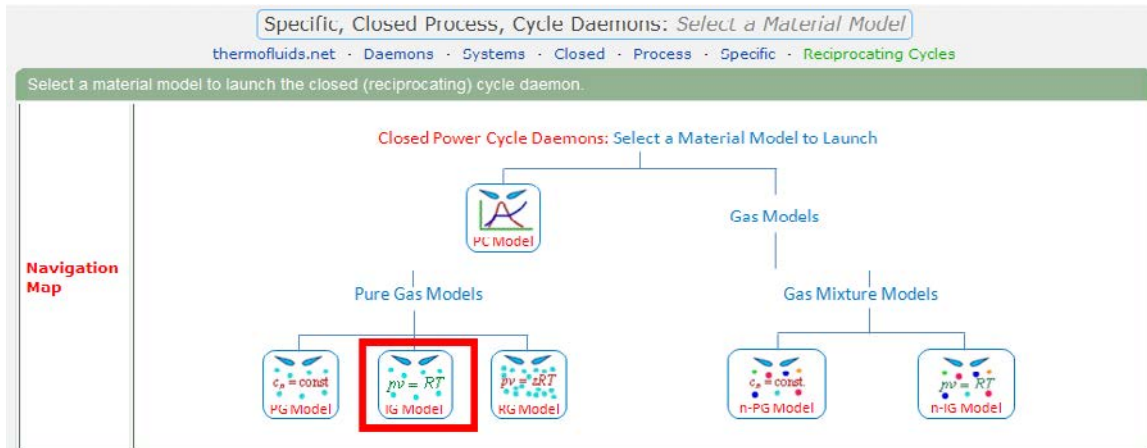 Specific, Closed Process, Cycle Daemons: Select a Material Model
thermofluids.net · Daemons · Systems · Closed · Process · Specific · Reciprocating Cycles
Select a material model to launch the closed (reciprocating) cycle daemon.
Closed Power Cycle Daemons: Select a Material Model to Launch
PC Model
Gas Models
Navigation
Map
Pure Gas Models
Gas Mixture Models
cₚ = const
PG Model
pv = RT
IG Model
pv = zRT
RG Model
cₚ = const.
n-PG Model
pv = RT
n-IG Model